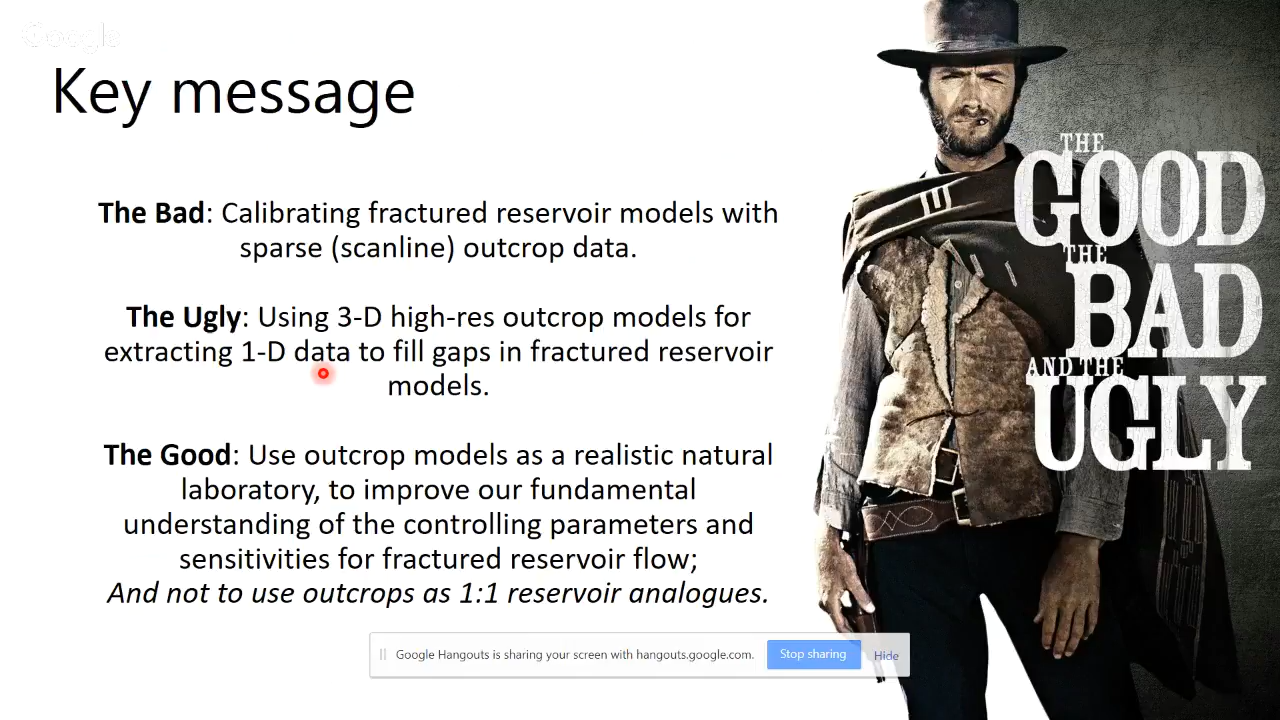 Google
Key message
The Bad: Calibrating fractured reservoir models with
sparse (scanline) outcrop data.
The Ugly: Using 3-D high-res outcrop models for
extracting 1-D data to fill gaps in fractured reservoir
models.
The Good: Use outcrop models as a realistic natural
laboratory, to improve our fundamental
understanding of the controlling parameters and
sensitivities for fractured reservoir flow;
And not to use outcrops as 1:1 reservoir analogues.
THE
GOOD
THE
BAD
AND THE
UGLY
Google Hangouts is sharing your screen with hangouts.google.com.
Stop sharing
Hide